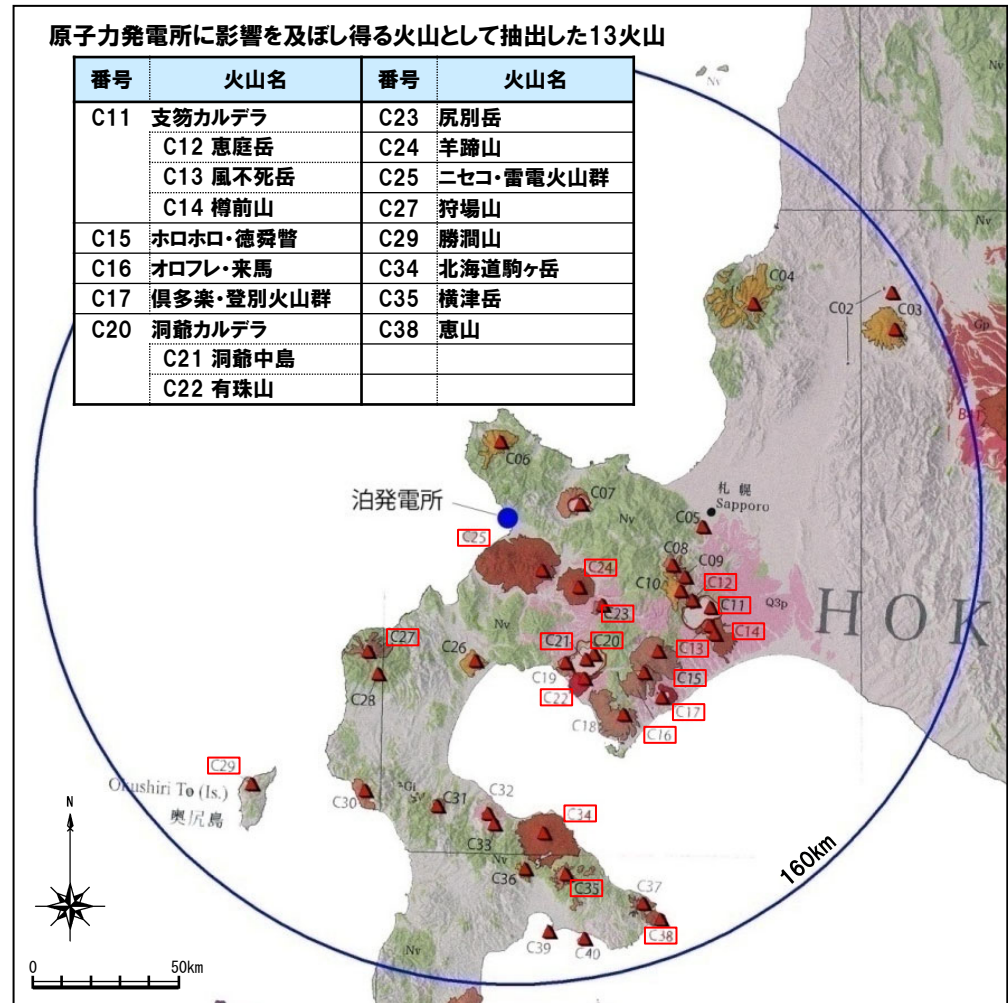 原子力発電所に影響を及ぼし得る火山として抽出した13火山
番号 火山名 番号 火山名
C11 支笏カルデラ C23 尻別岳
C12 恵庭岳 C24 羊蹄山
C13 風不死岳 C25 ニセコ・雷電火山群
C14 樽前山 C27 狩場山
C15 ホロホロ・徳舜瞥 C29 勝澗山
C16 オロフレ・来馬 C34 北海道駒ヶ岳
C17 倶多楽・登別火山群 C35 横津岳
C20 洞爺カルデラ C38 恵山
C21 洞爺中島
C22 有珠山
Nv
Nv
C04
C02
C03
Gp
C06
泊発電所
C07
札幌
Sapporo
Nv
C05
C25
C08
C09
C24
C10
C12
C11
Q3p
HOK
C23
C14
Nv
C27
C26
C21
C20
C13
C19
C15
C28
C22
C17
C18
C16
C29
Okushiri To (Is.)
奥尻島
C30
C31
C32
C34
C33
Nv
C36
C35
C37
C38
C39
C40
160km
N
0 50km